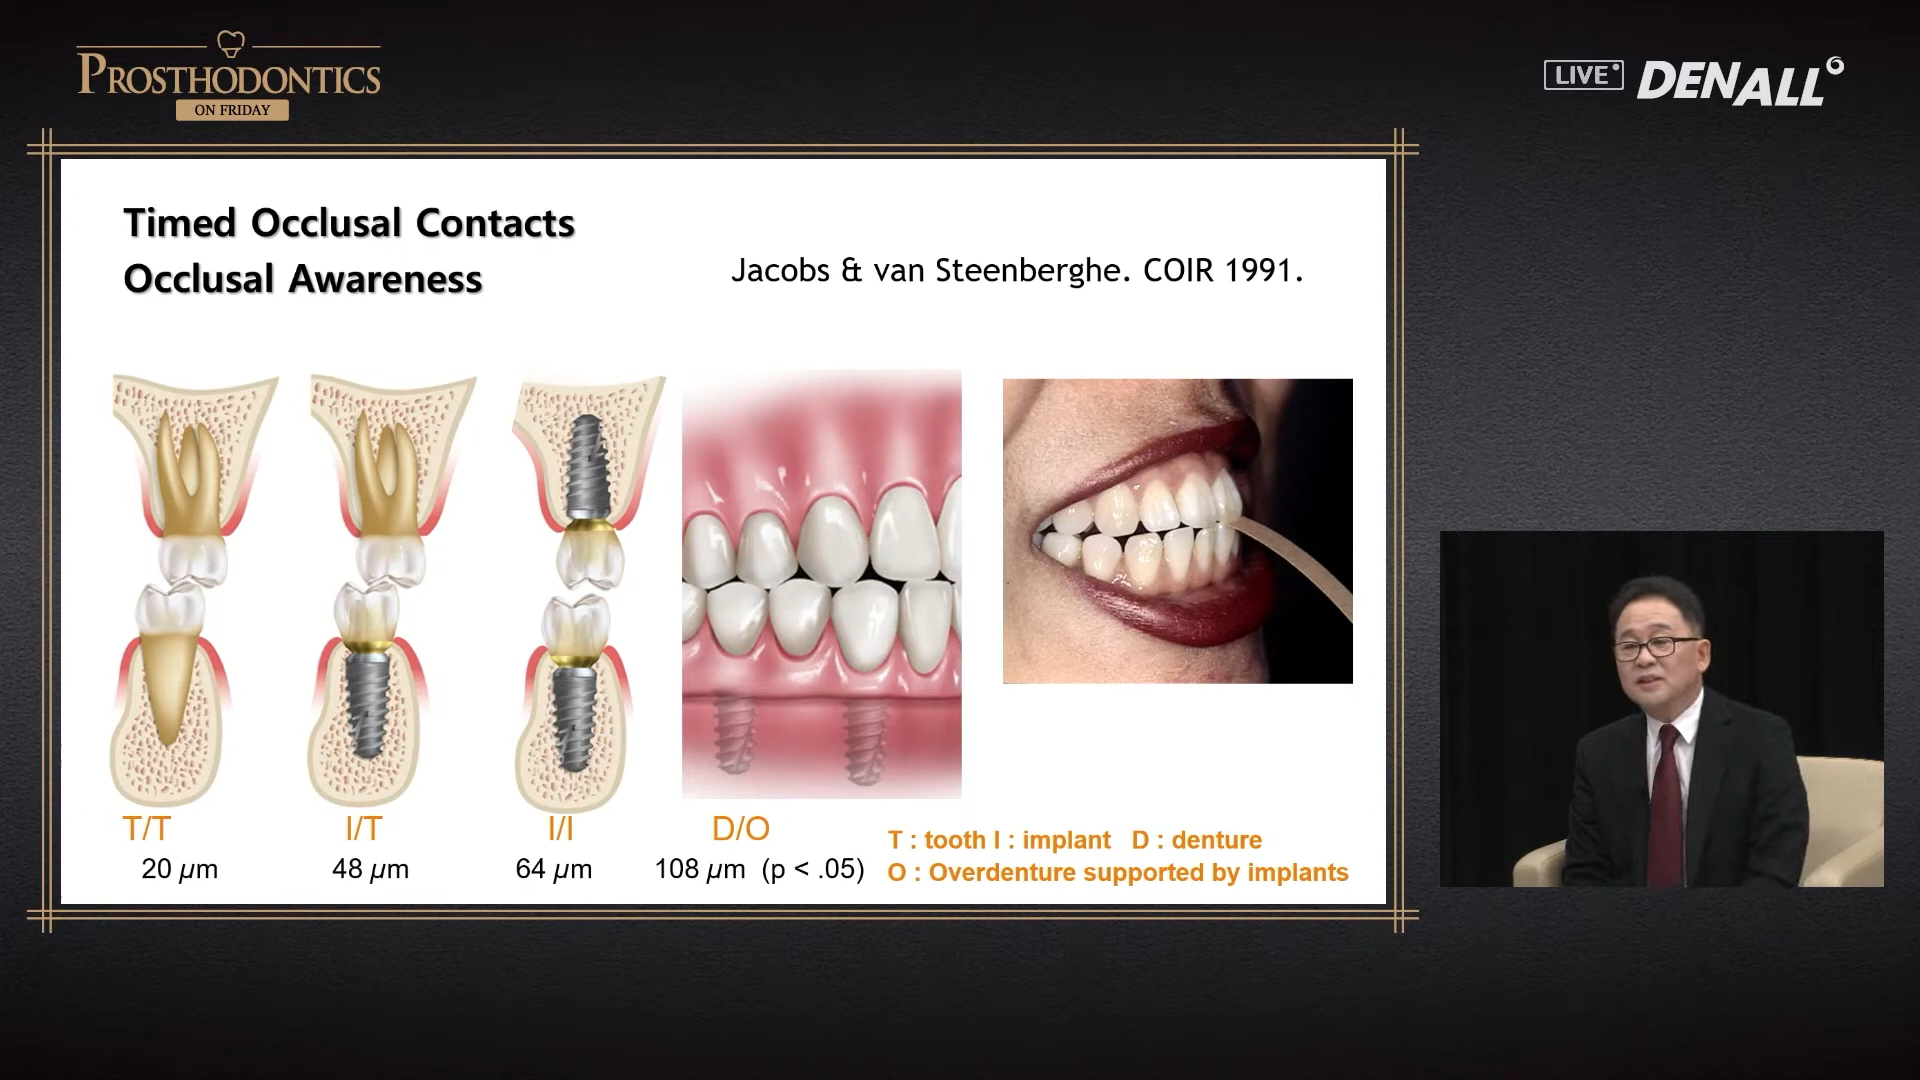 PROSTHODONTICS
ON FRIDAY
LIVE DENALL
Timed Occlusal Contacts
Occlusal Awareness
Jacobs & van Steenberghe. COIR 1991.
T/T I/T I/I D/O
20 µm 48 µm 64 µm 108 µm (p < .05)
T : tooth I : implant D : denture
O : Overdenture supported by implants